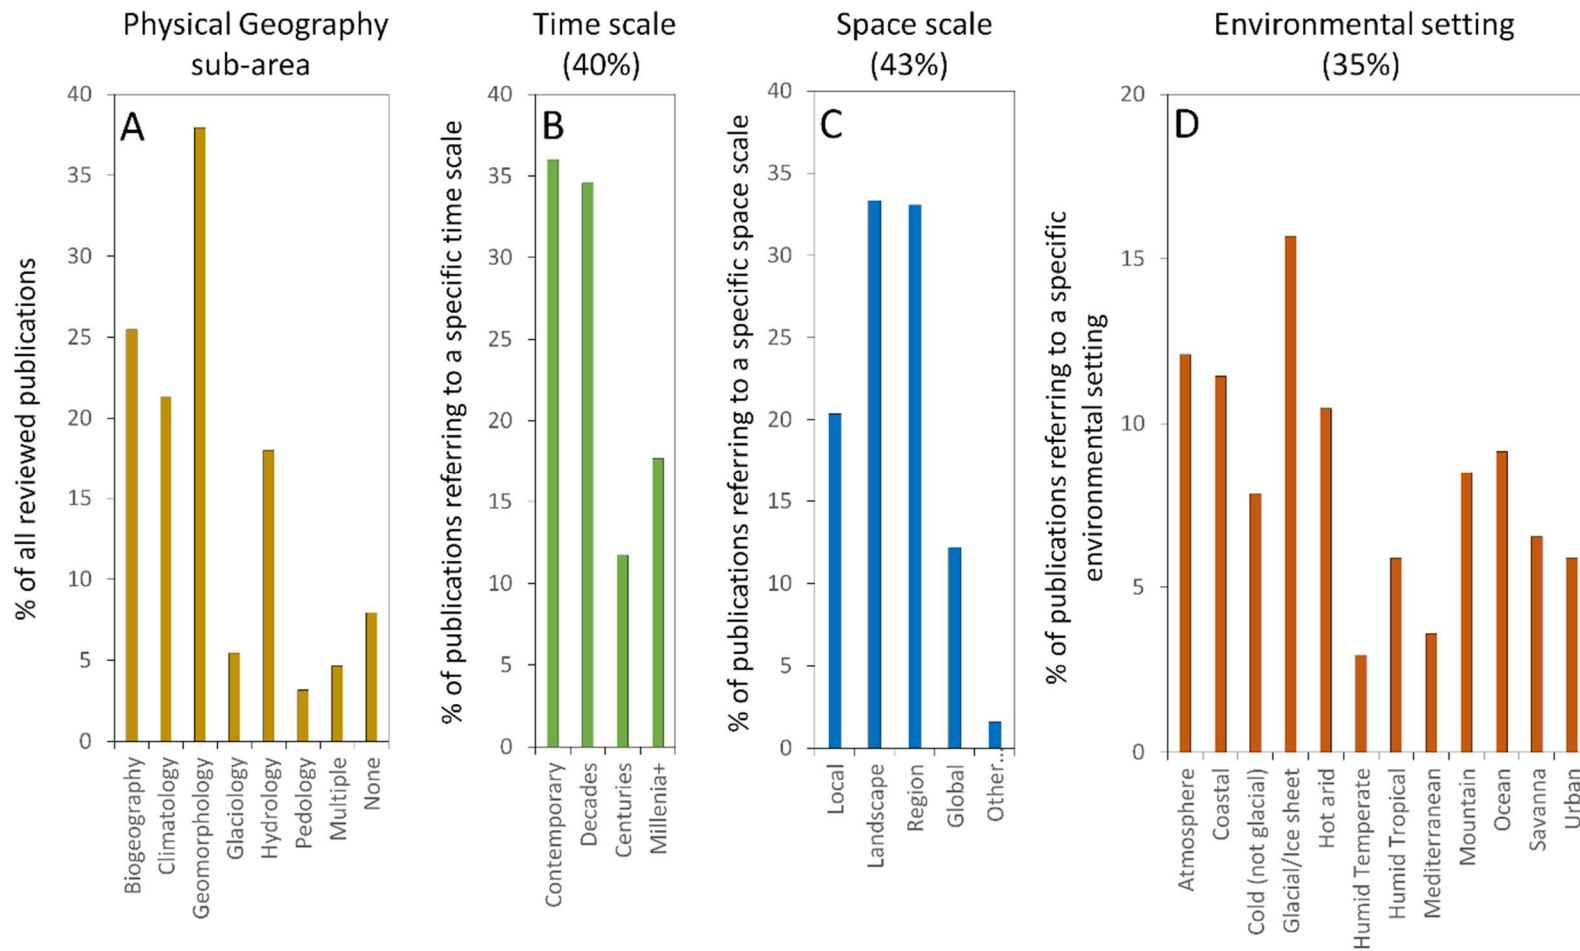 Physical Geography
sub-area
Time scale
(40%)
Space scale
(43%)
Environmental setting
(35%)
% of all reviewed publications
40
35
30
25
20
15
10
5
0
A
Biogeography
Climatology
Geomorphology
Glaciology
Hydrology
Pedology
Multiple
None
% of publications referring to a specific time scale
40
35
30
25
20
15
10
5
0
B
Contemporary
Decades
Centuries
Millenia+
% of publications referring to a specific space scale
40
35
30
25
20
15
10
5
0
C
Local
Landscape
Region
Global
Other...
% of publications referring to a specific
environmental setting
20
15
10
5
0
D
Atmosphere
Coastal
Cold (not glacial)
Glacial/Ice sheet
Hot arid
Humid Temperate
Humid Tropical
Mediterranean
Mountain
Ocean
Savanna
Urban